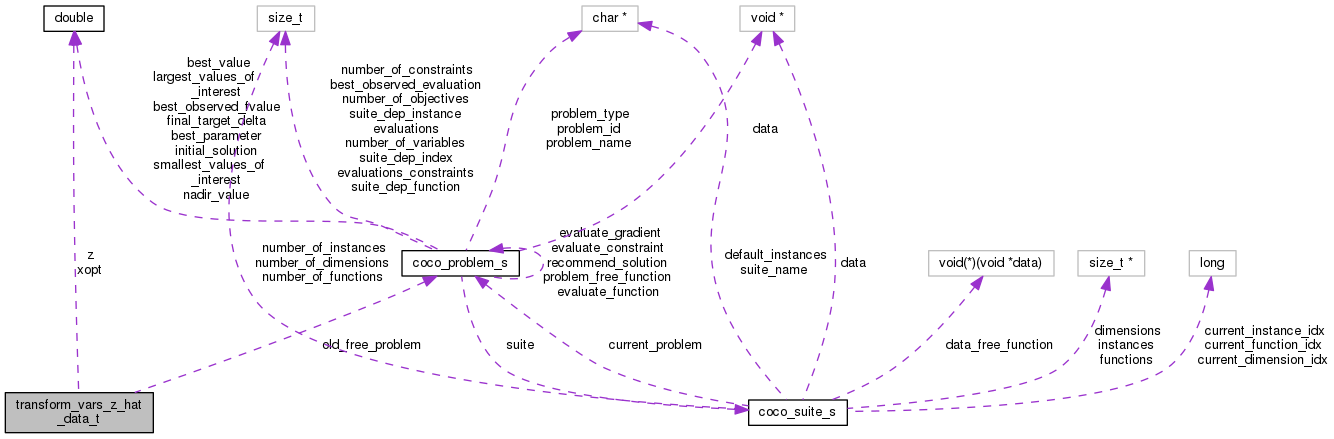 double
size_t
char *
void *
best_value
largest_values_of
_interest
best_observed_fvalue
final_target_delta
best_parameter
initial_solution
smallest_values_of
_interest
nadir_value
number_of_constraints
best_observed_evaluation
number_of_objectives
suite_dep_instance
evaluations
number_of_variables
suite_dep_index
evaluations_constraints
suite_dep_function
problem_type
problem_id
problem_name
data
z
xopt
number_of_instances
number_of_dimensions
number_of_functions
coco_problem_s
evaluate_gradient
evaluate_constraint
recommend_solution
problem_free_function
evaluate_function
default_instances
suite_name
data
void(*)(void *data)
size_t *
long
old_free_problem
suite
current_problem
data_free_function
dimensions
instances
functions
current_instance_idx
current_function_idx
current_dimension_idx
transform_vars_z_hat
_data_t
coco_suite_s